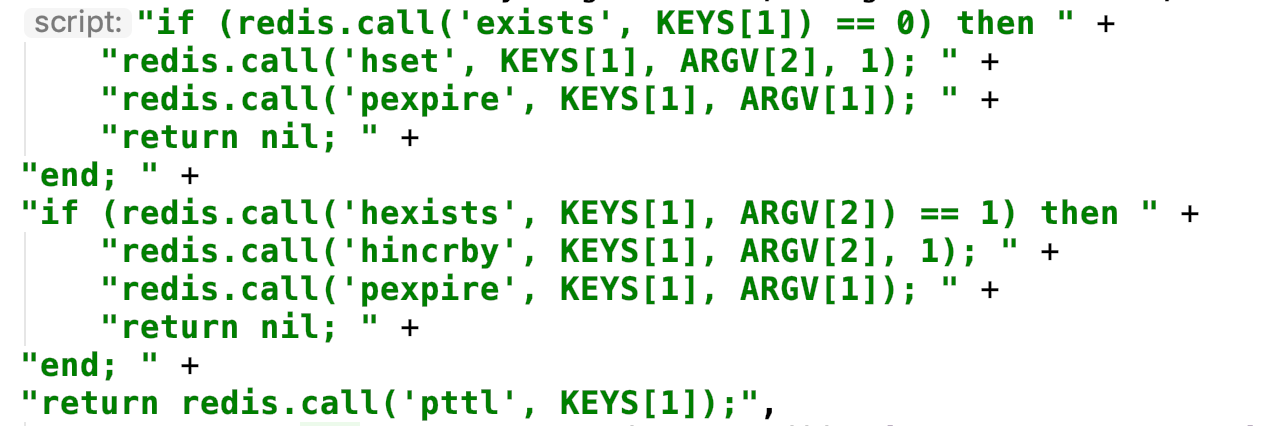 script: "if (redis.call('exists', KEYS[1]) == 0) then " +
"redis.call('hset', KEYS[1], ARGV[2], 1); " +
"redis.call('pexpire', KEYS[1], ARGV[1]); " +
"return nil; " +
"end; " +
"if (redis.call('hexists', KEYS[1], ARGV[2]) == 1) then " +
"redis.call('hincrby', KEYS[1], ARGV[2], 1); " +
"redis.call('pexpire', KEYS[1], ARGV[1]); " +
"return nil; " +
"end; " +
"return redis.call('pttl', KEYS[1]);",